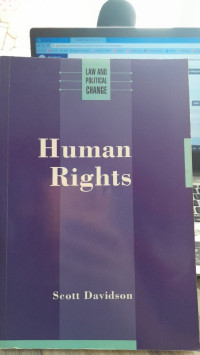 LAW AND
POLITICAL
CHANGE
Human
Rights
Scott Davidson